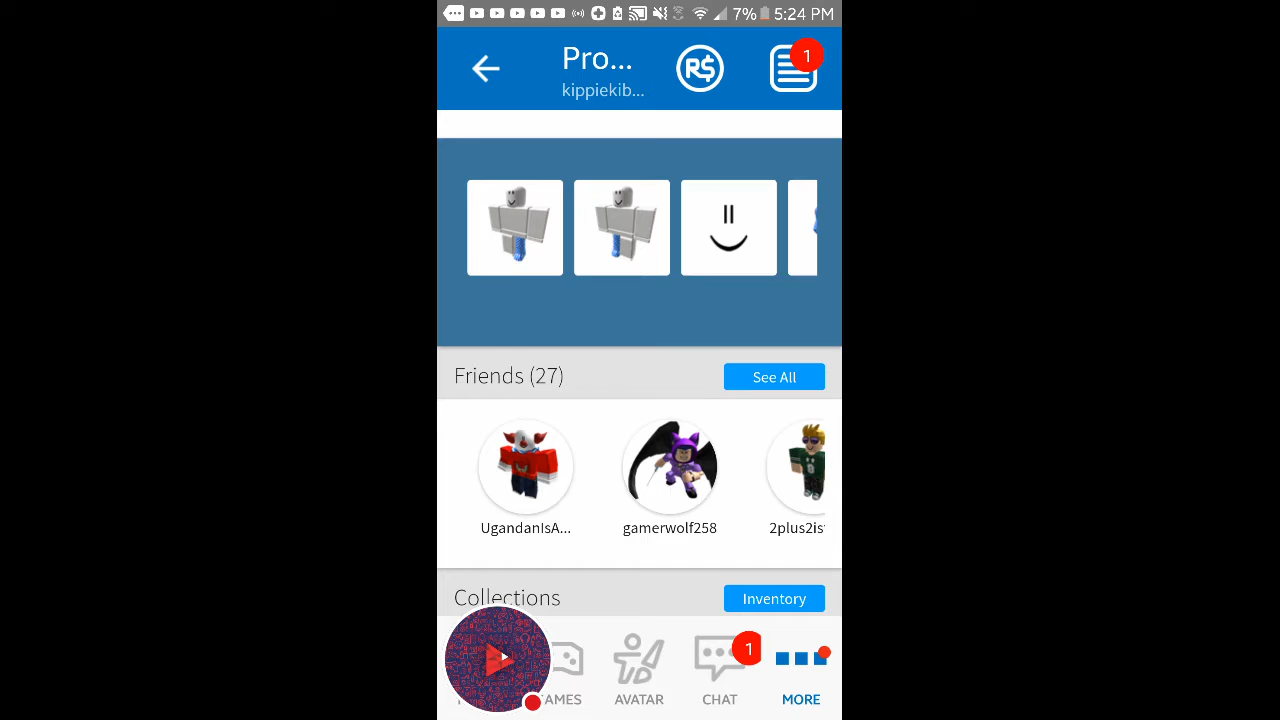 7% 5:24 PM
Pro...
kippiekib...
R$
1
Friends (27)
See All
UgandanIsA...
gamerwolf258
2plus2is
Collections
Inventory
AMES
AVATAR
CHAT
1
MORE